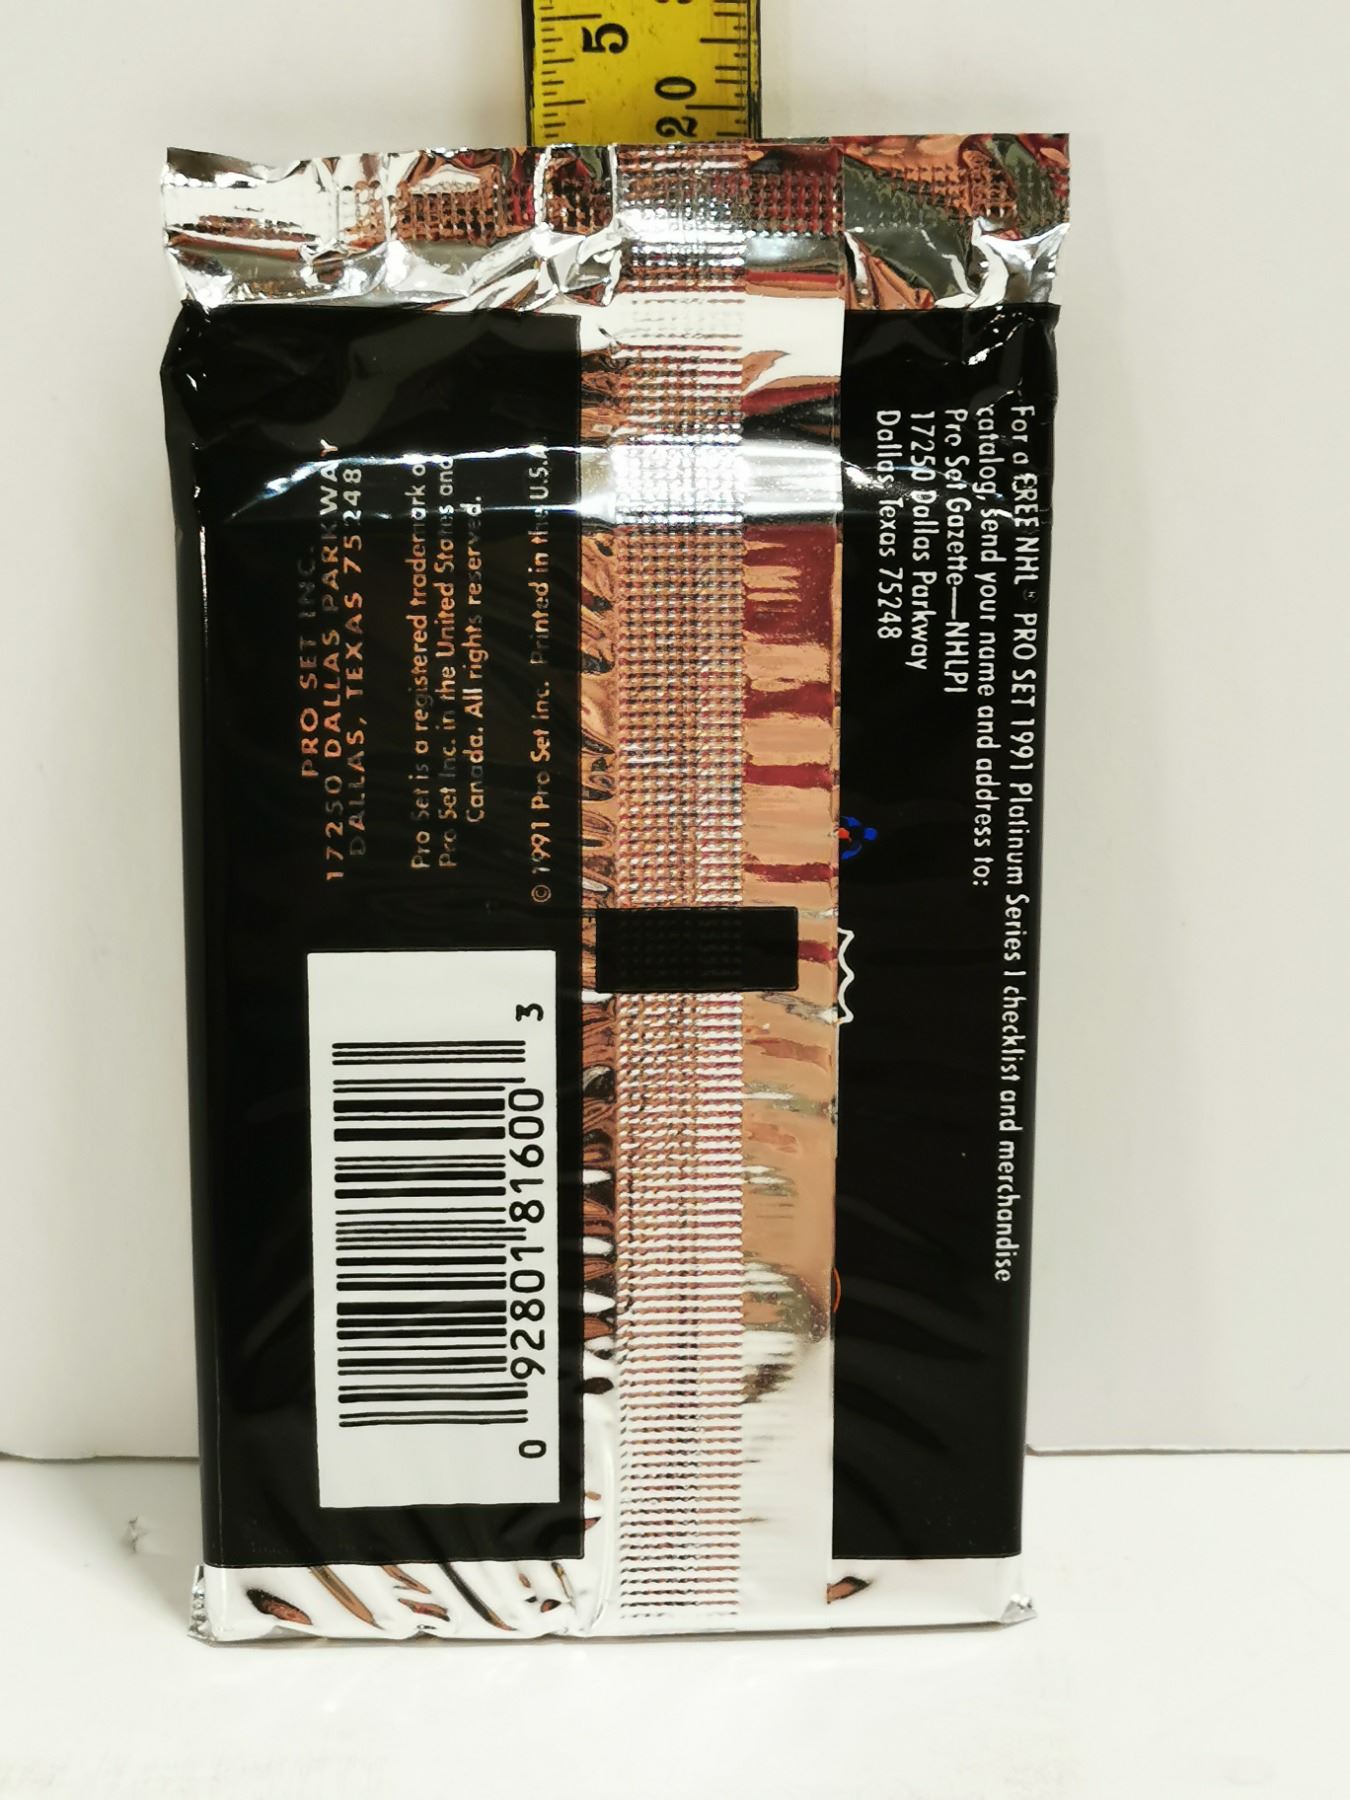 5
20
For a FREE NHL® PRO SET 1991 Platinum Series I checklist and merchandise
catalog, send your name and address to:
Pro Set Gazette—NHLPI
17250 Dallas Parkway
Dallas Texas 75248
PRO SET INC.
17250 DALLAS PARKWAY
DALLAS, TEXAS 75248
Pro Set is a registered trademark of
Pro Set Inc. in the United States and
Canada. All rights reserved.
© 1991 Pro Set Inc. Printed in the U.S.A
0 92801 81600 3